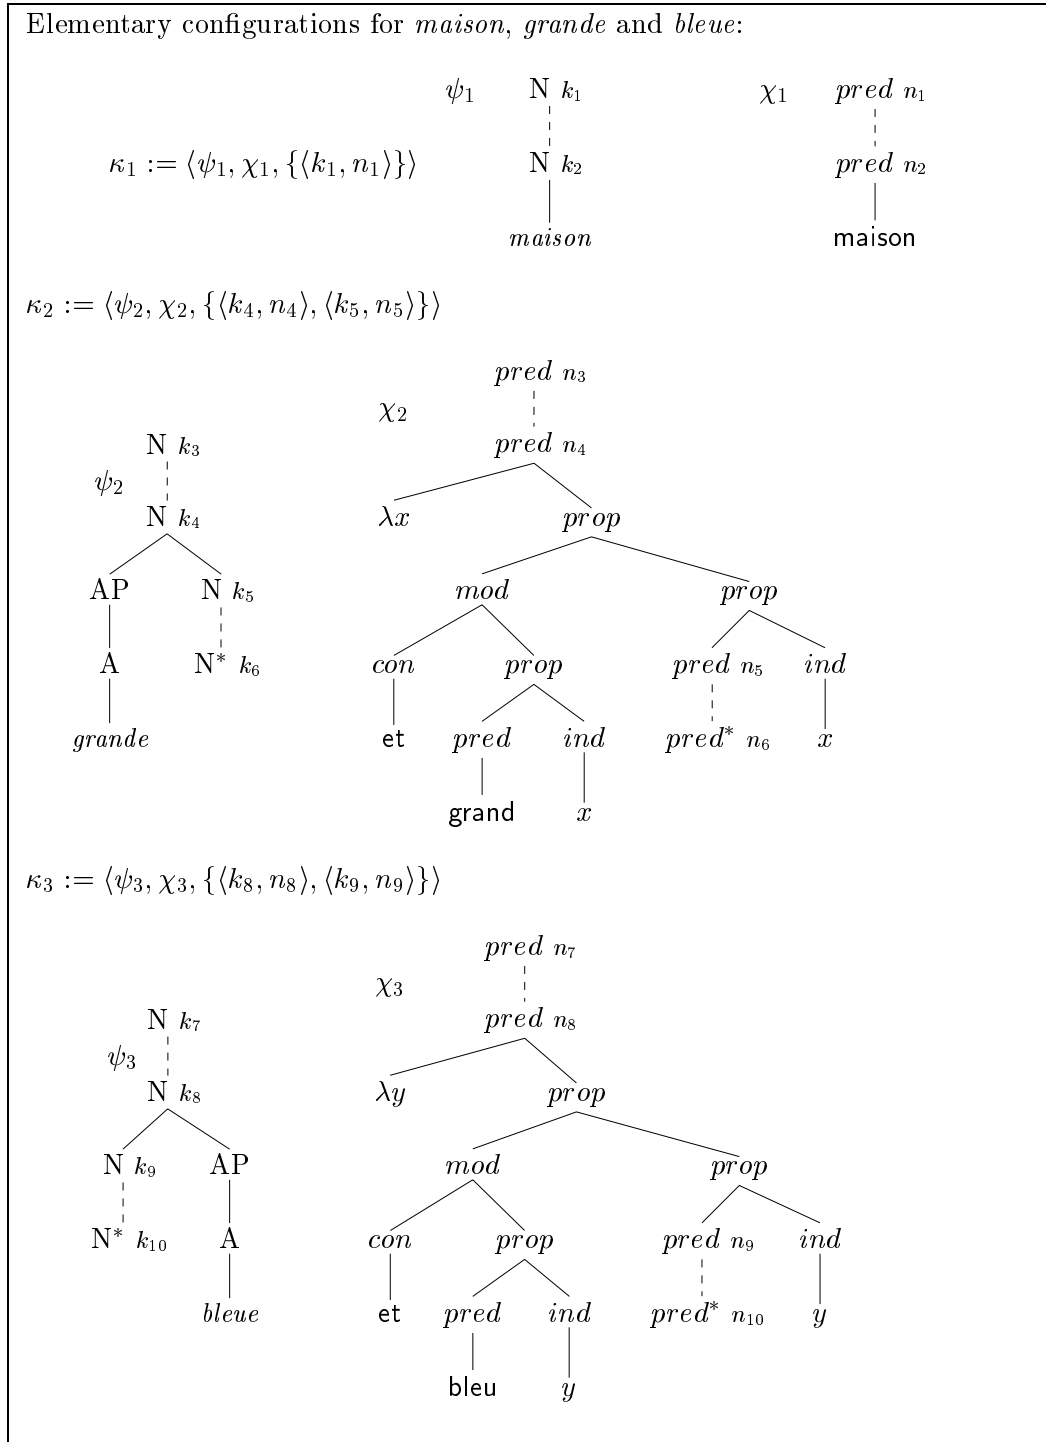 Elementary configurations for maison, grande and bleue:
ψ₁ N k₁ χ₁ pred n₁
κ₁ := ⟨ψ₁, χ₁, {⟨k₁, n₁⟩}⟩ N k₂ pred n₂
maison maison
κ₂ := ⟨ψ₂, χ₂, {⟨k₄, n₄⟩, ⟨k₅, n₅⟩}⟩
pred n₃
χ₂
N k₃ pred n₄
ψ₂
N k₄ λx prop
AP N k₅ mod prop
A N* k₆ con prop pred n₅ ind
grande et pred ind pred* n₆ x
grand x
κ₃ := ⟨ψ₃, χ₃, {⟨k₈, n₈⟩, ⟨k₉, n₉⟩}⟩
pred n₇
χ₃
N k₇ pred n₈
ψ₃
N k₈ λy prop
N k₉ AP mod prop
N* k₁₀ A con prop pred n₉ ind
bleue et pred ind pred* n₁₀ y
bleu y